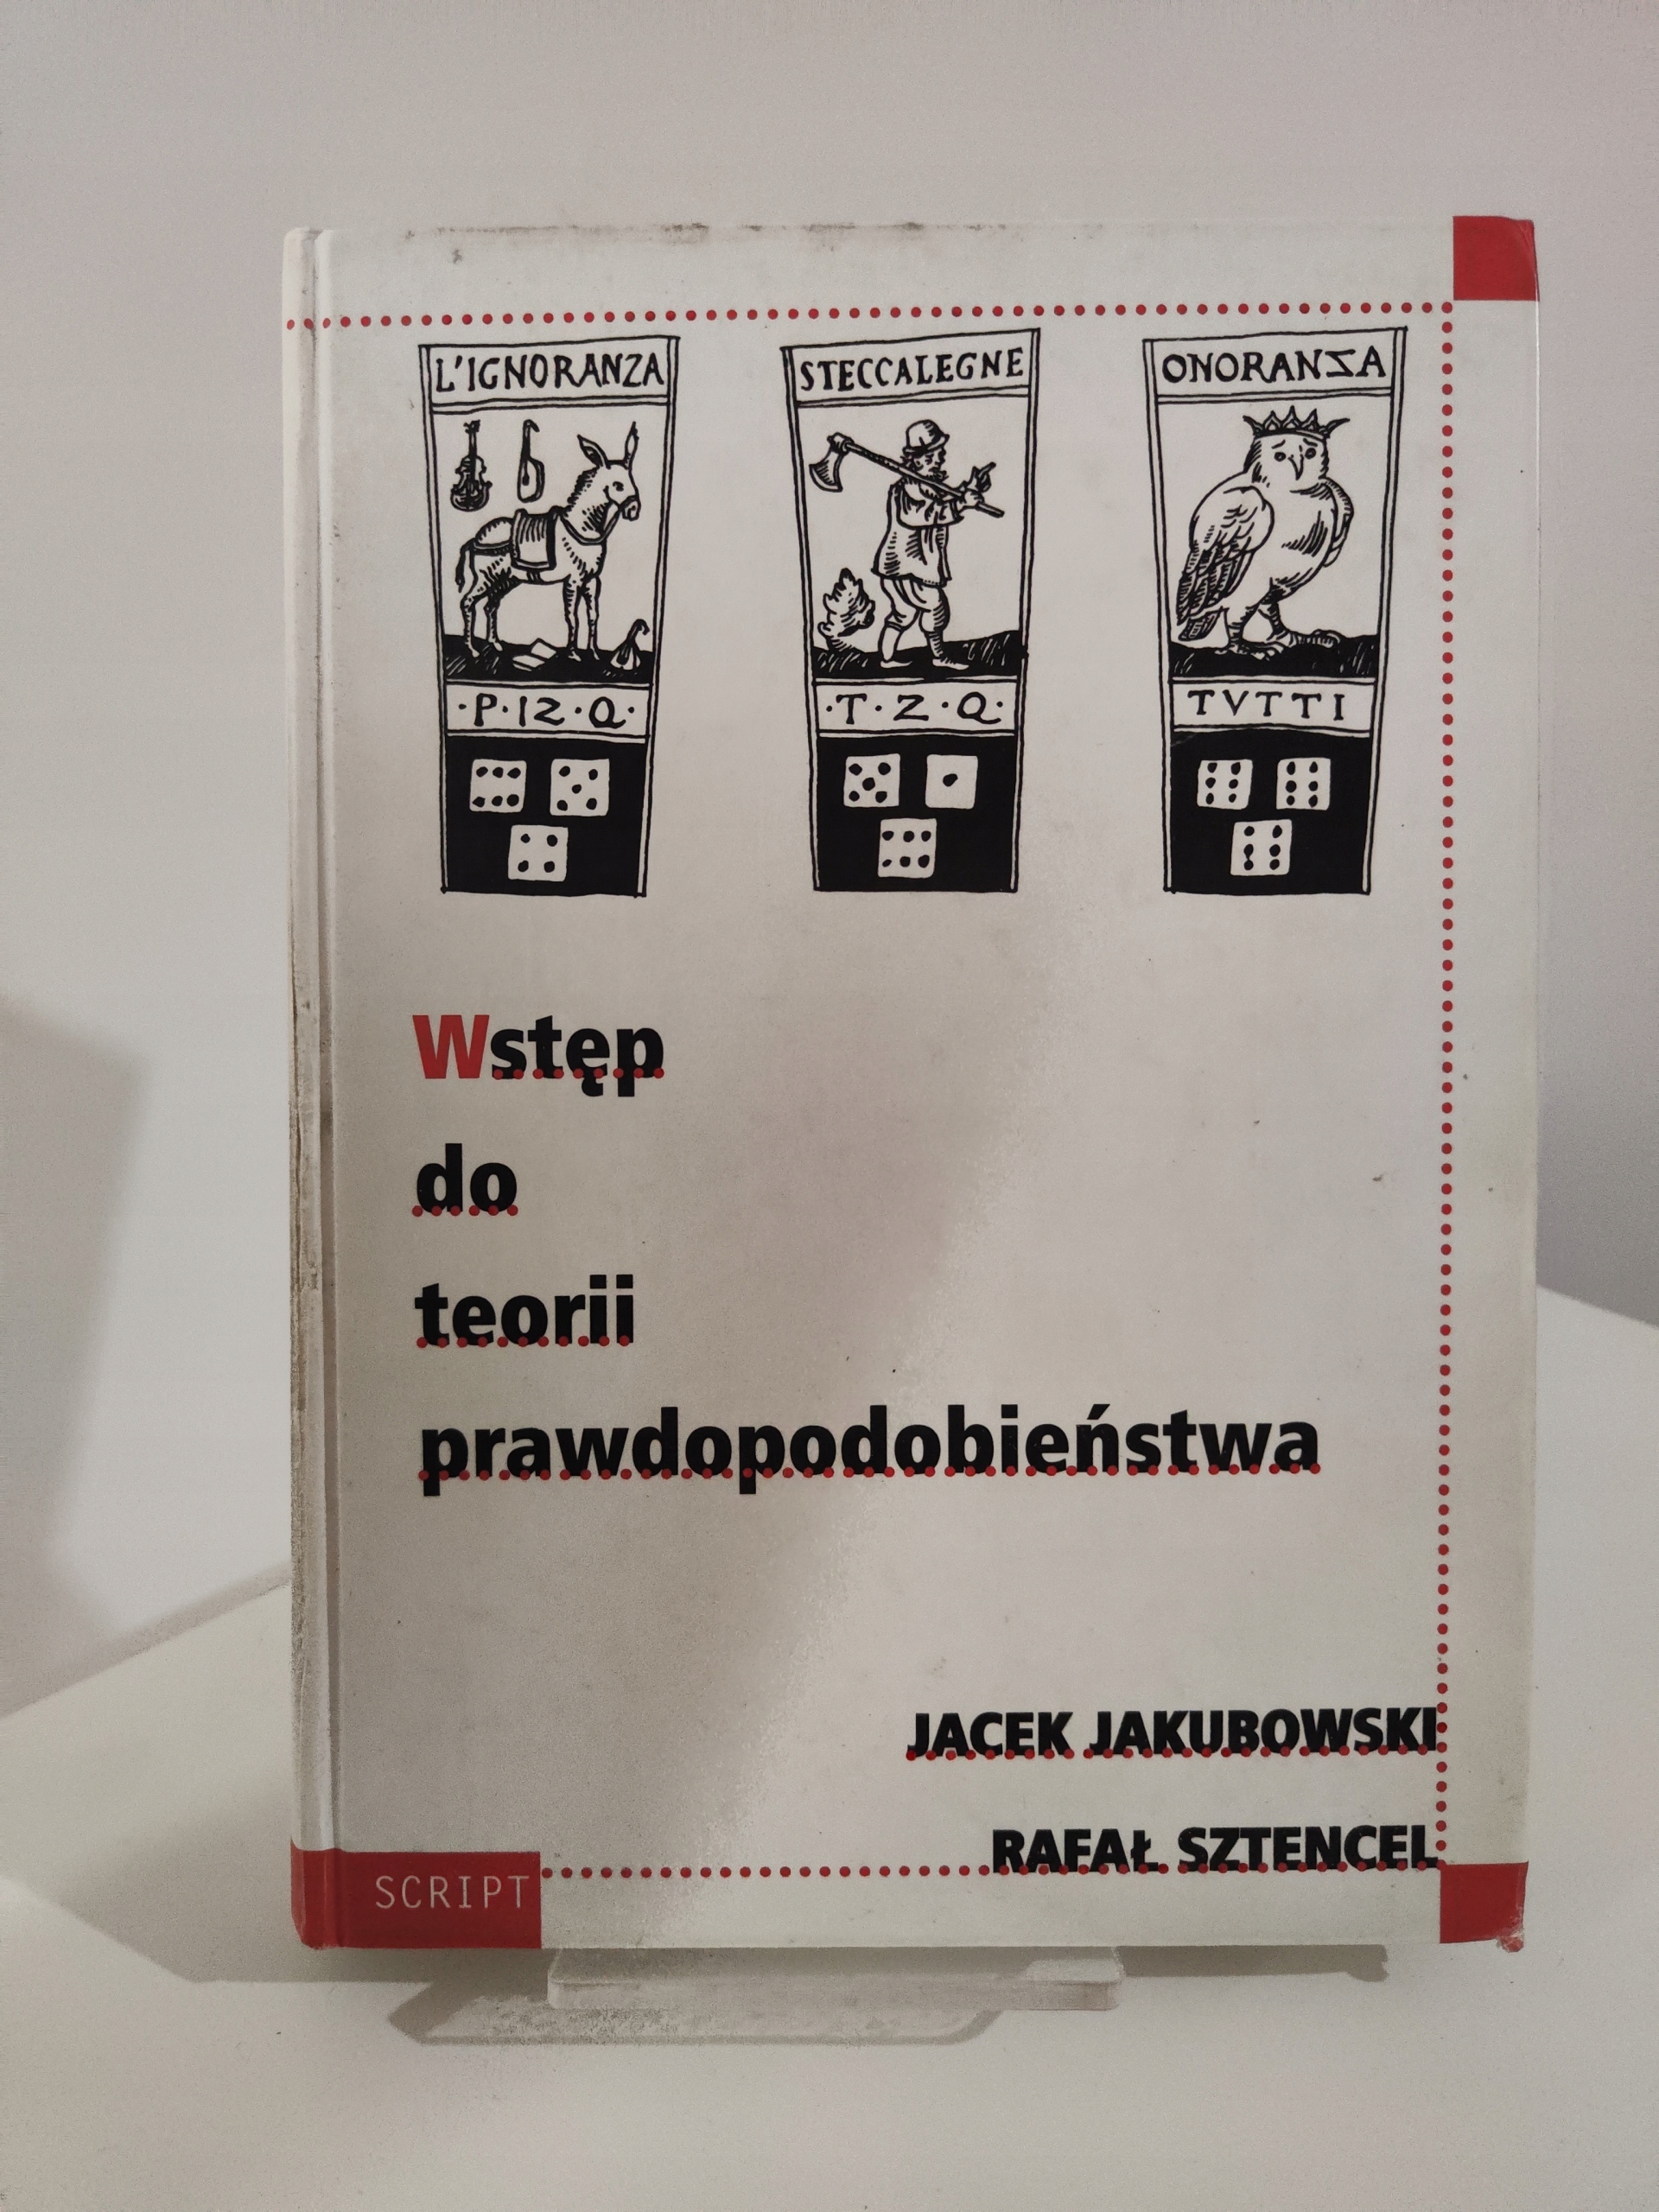 L'IGNORANZA
STECCALEGNE
ONORANZA
·P·IZ·Q·
·T·Z·Q·
TVTTI
Wstęp
do
teorii
prawdopodobieństwa
JACEK JAKUBOWSKI
RAFAŁ SZTENCEL
SCRIPT